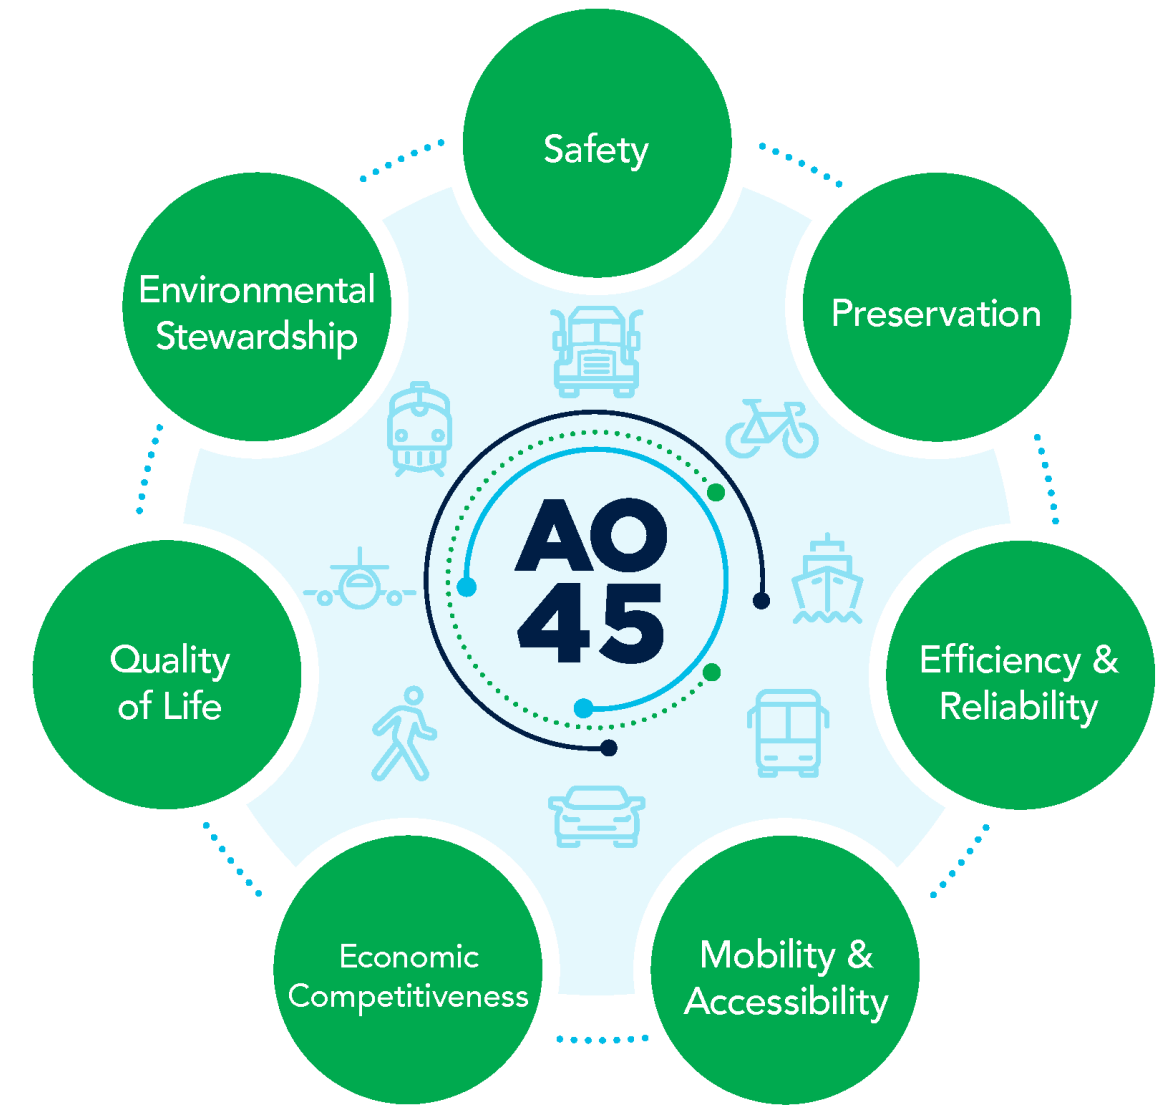 Safety
Preservation
Efficiency &
Reliability
Mobility &
Accessibility
Economic
Competitiveness
Quality
of Life
Environmental
Stewardship
AO
45